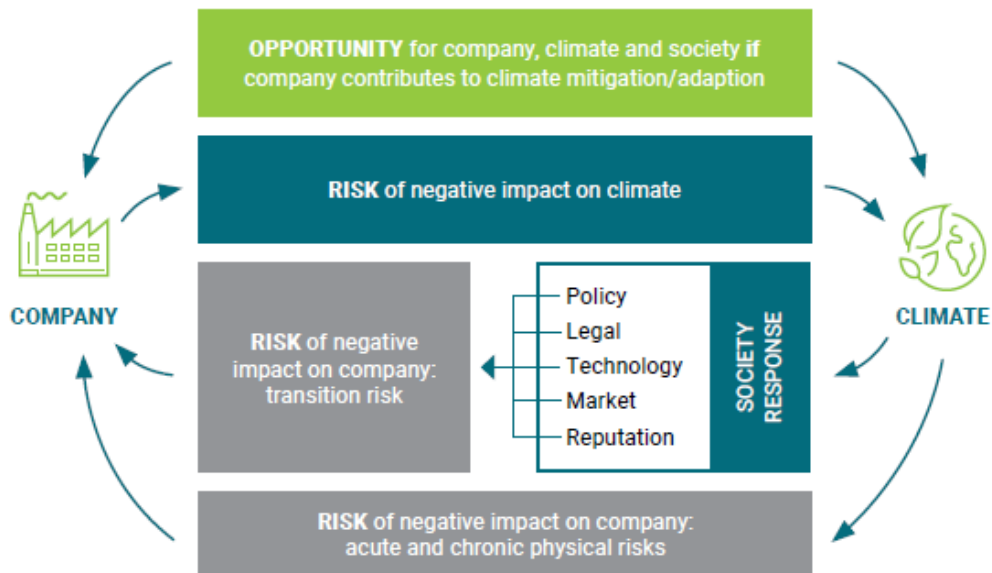 OPPORTUNITY for company, climate and society if
company contributes to climate mitigation/adaption
RISK of negative impact on climate
COMPANY
CLIMATE
RISK of negative
impact on company:
transition risk
Policy
Legal
Technology
Market
Reputation
SOCIETY
RESPONSE
RISK of negative impact on company:
acute and chronic physical risks